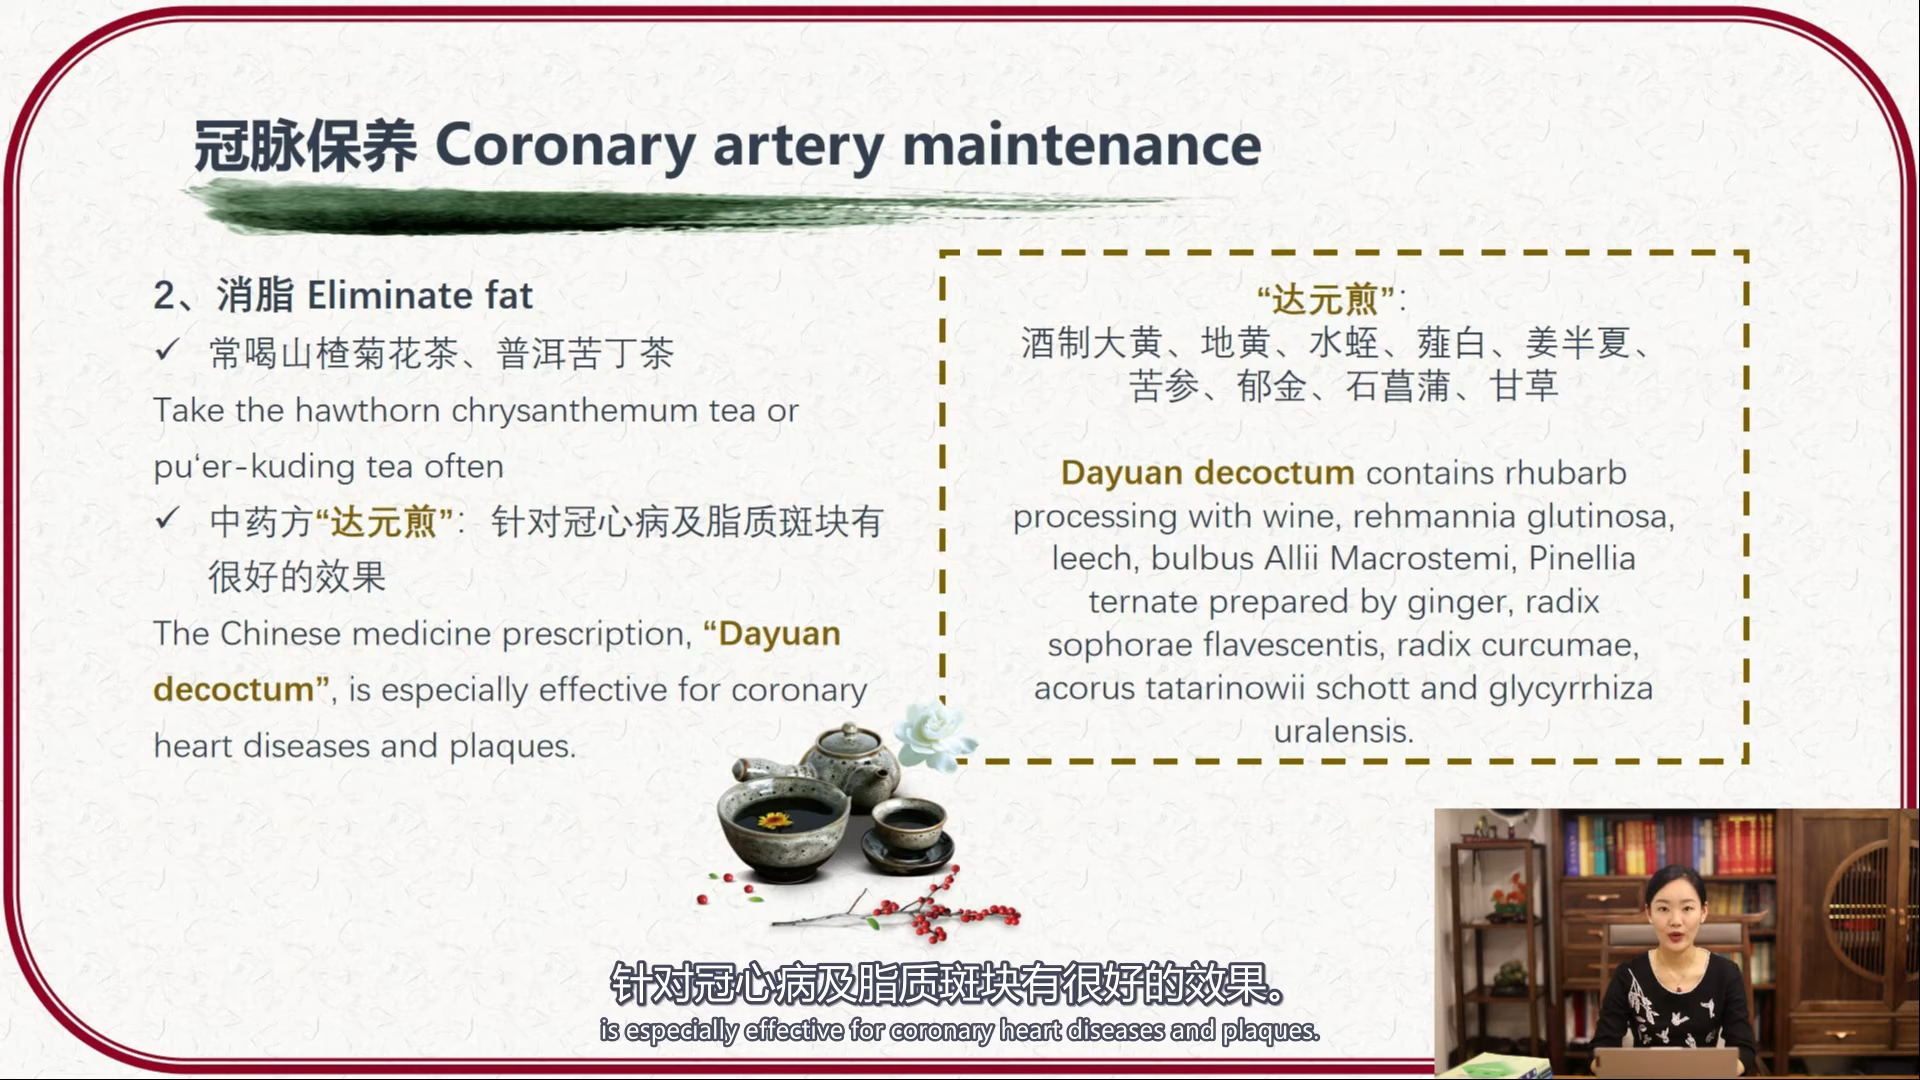 冠脉保养 Coronary artery maintenance
2、消脂 Eliminate fat
✓ 常喝山楂菊花茶、普洱苦丁茶
Take the hawthorn chrysanthemum tea or
pu‘er-kuding tea often
✓ 中药方“达元煎”：针对冠心病及脂质斑块有
很好的效果
The Chinese medicine prescription, “Dayuan
decoctum”, is especially effective for coronary
heart diseases and plaques.
“达元煎”：
酒制大黄、地黄、水蛭、薤白、姜半夏、
苦参、郁金、石菖蒲、甘草
Dayuan decoctum contains rhubarb
processing with wine, rehmannia glutinosa,
leech, bulbus Allii Macrostemi, Pinellia
ternate prepared by ginger, radix
sophorae flavescentis, radix curcumae,
acorus tatarinowii schott and glycyrrhiza
uralensis.
针对冠心病及脂质斑块有很好的效果。
is especially effective for coronary heart diseases and plaques.